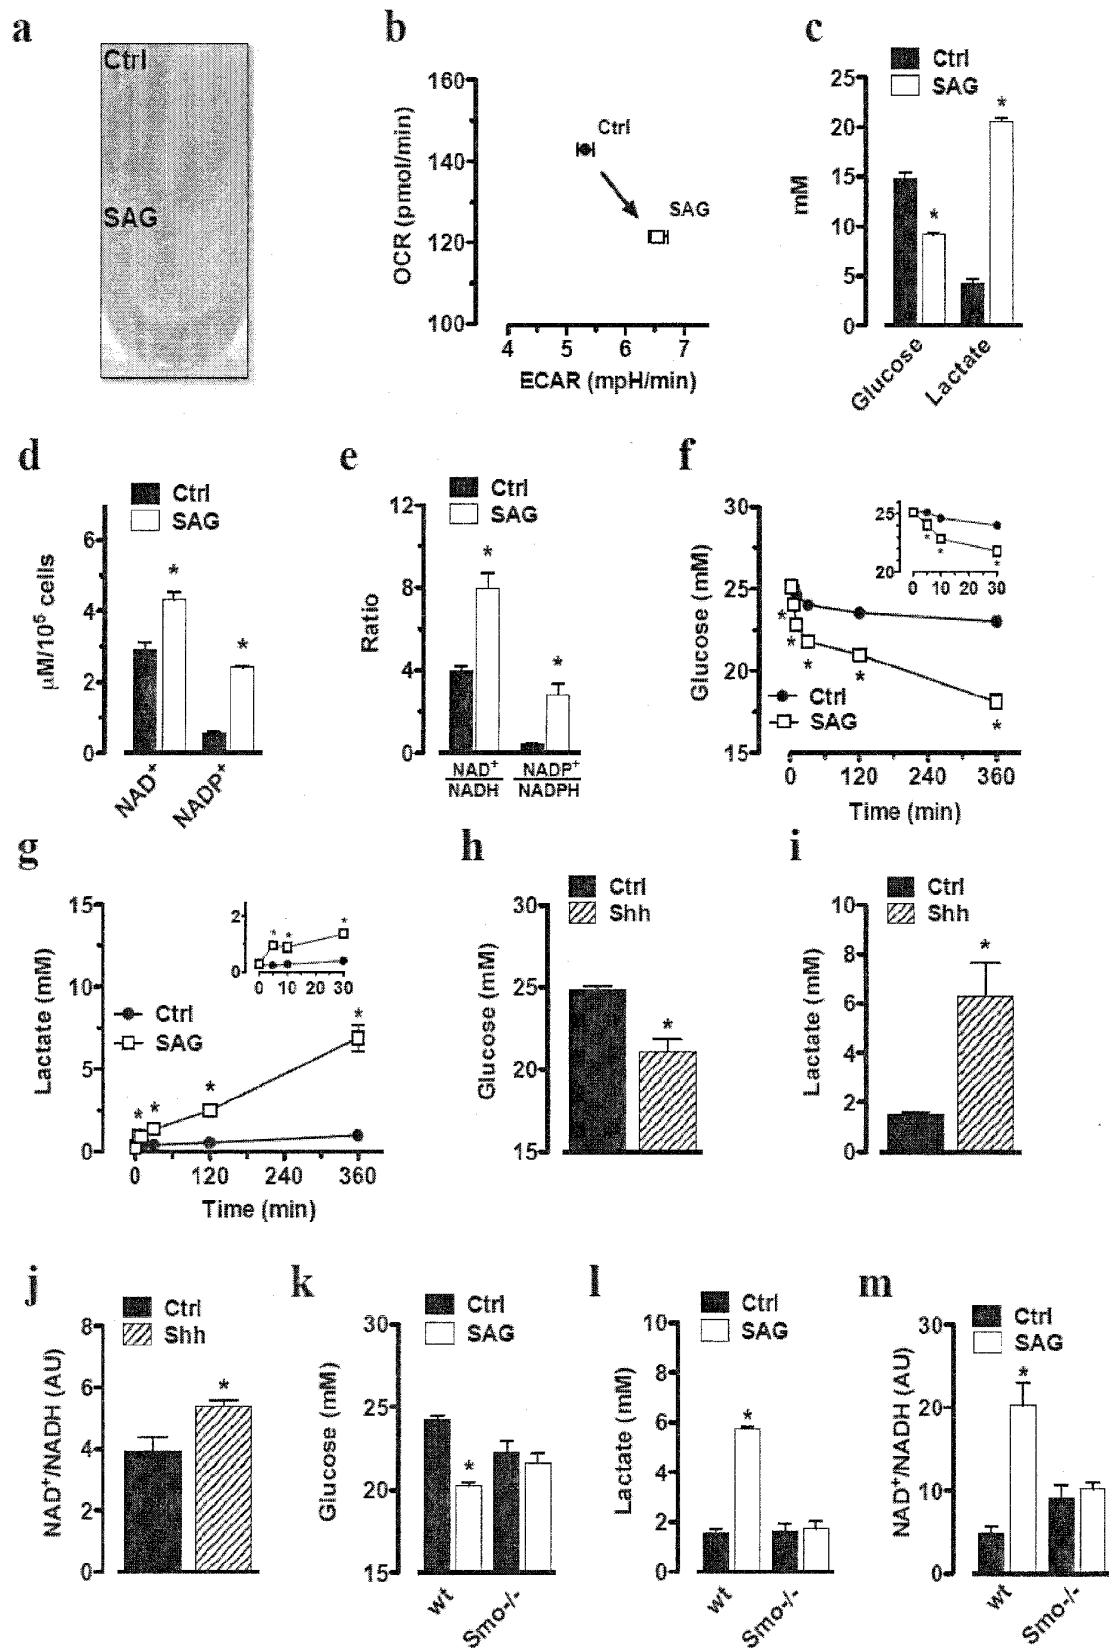 a
Ctrl
SAG
b
160
140
120
100
OCR (pmol/min)
Ctrl
SAG
4 5 6 7
ECAR (mpH/min)
c
Ctrl
SAG
25
20
15
10
5
0
mM
*
*
Glucose
Lactate
d
Ctrl
SAG
6
4
2
0
μM/10⁵ cells
*
*
NAD⁺
NADP⁺
e
Ctrl
SAG
12
8
4
0
Ratio
*
*
NAD⁺ NADP⁺
NADH NADPH
f
30
25
20
15
Glucose (mM)
25
20
0 10 20 30
* * *
* * * * *
Ctrl
SAG
0 120 240 360
Time (min)
g
15
10
5
0
Lactate (mM)
2
0
0 10 20 30
* * *
Ctrl
SAG
* * * *
0 120 240 360
Time (min)
h
Ctrl
Shh
30
25
20
15
Glucose (mM)
*
i
Ctrl
Shh
10
8
6
4
2
0
Lactate (mM)
*
j
Ctrl
Shh
8
6
4
2
0
NAD⁺/NADH (AU)
*
k
Ctrl
SAG
30
25
20
15
Glucose (mM)
*
wt
Smo-/-
l
Ctrl
SAG
10
8
6
4
2
0
Lactate (mM)
*
wt
Smo-/-
m
Ctrl
SAG
30
20
10
0
NAD⁺/NADH (AU)
*
wt
Smo-/-